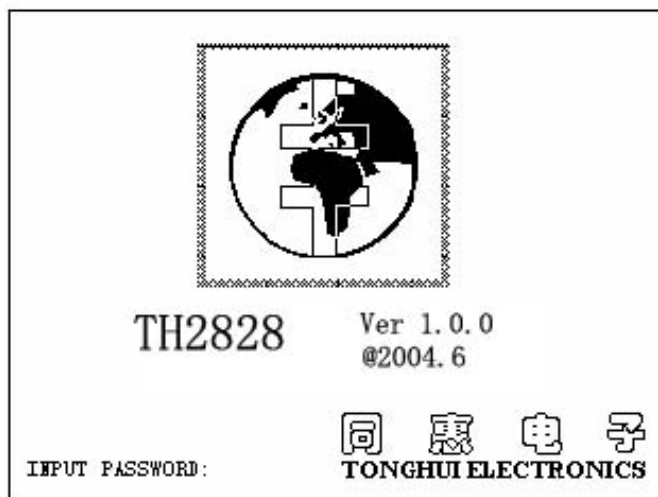 TH2828
Ver 1.0.0
@2004.6
同惠电子
INPUT PASSWORD:
TONGHUI ELECTRONICS